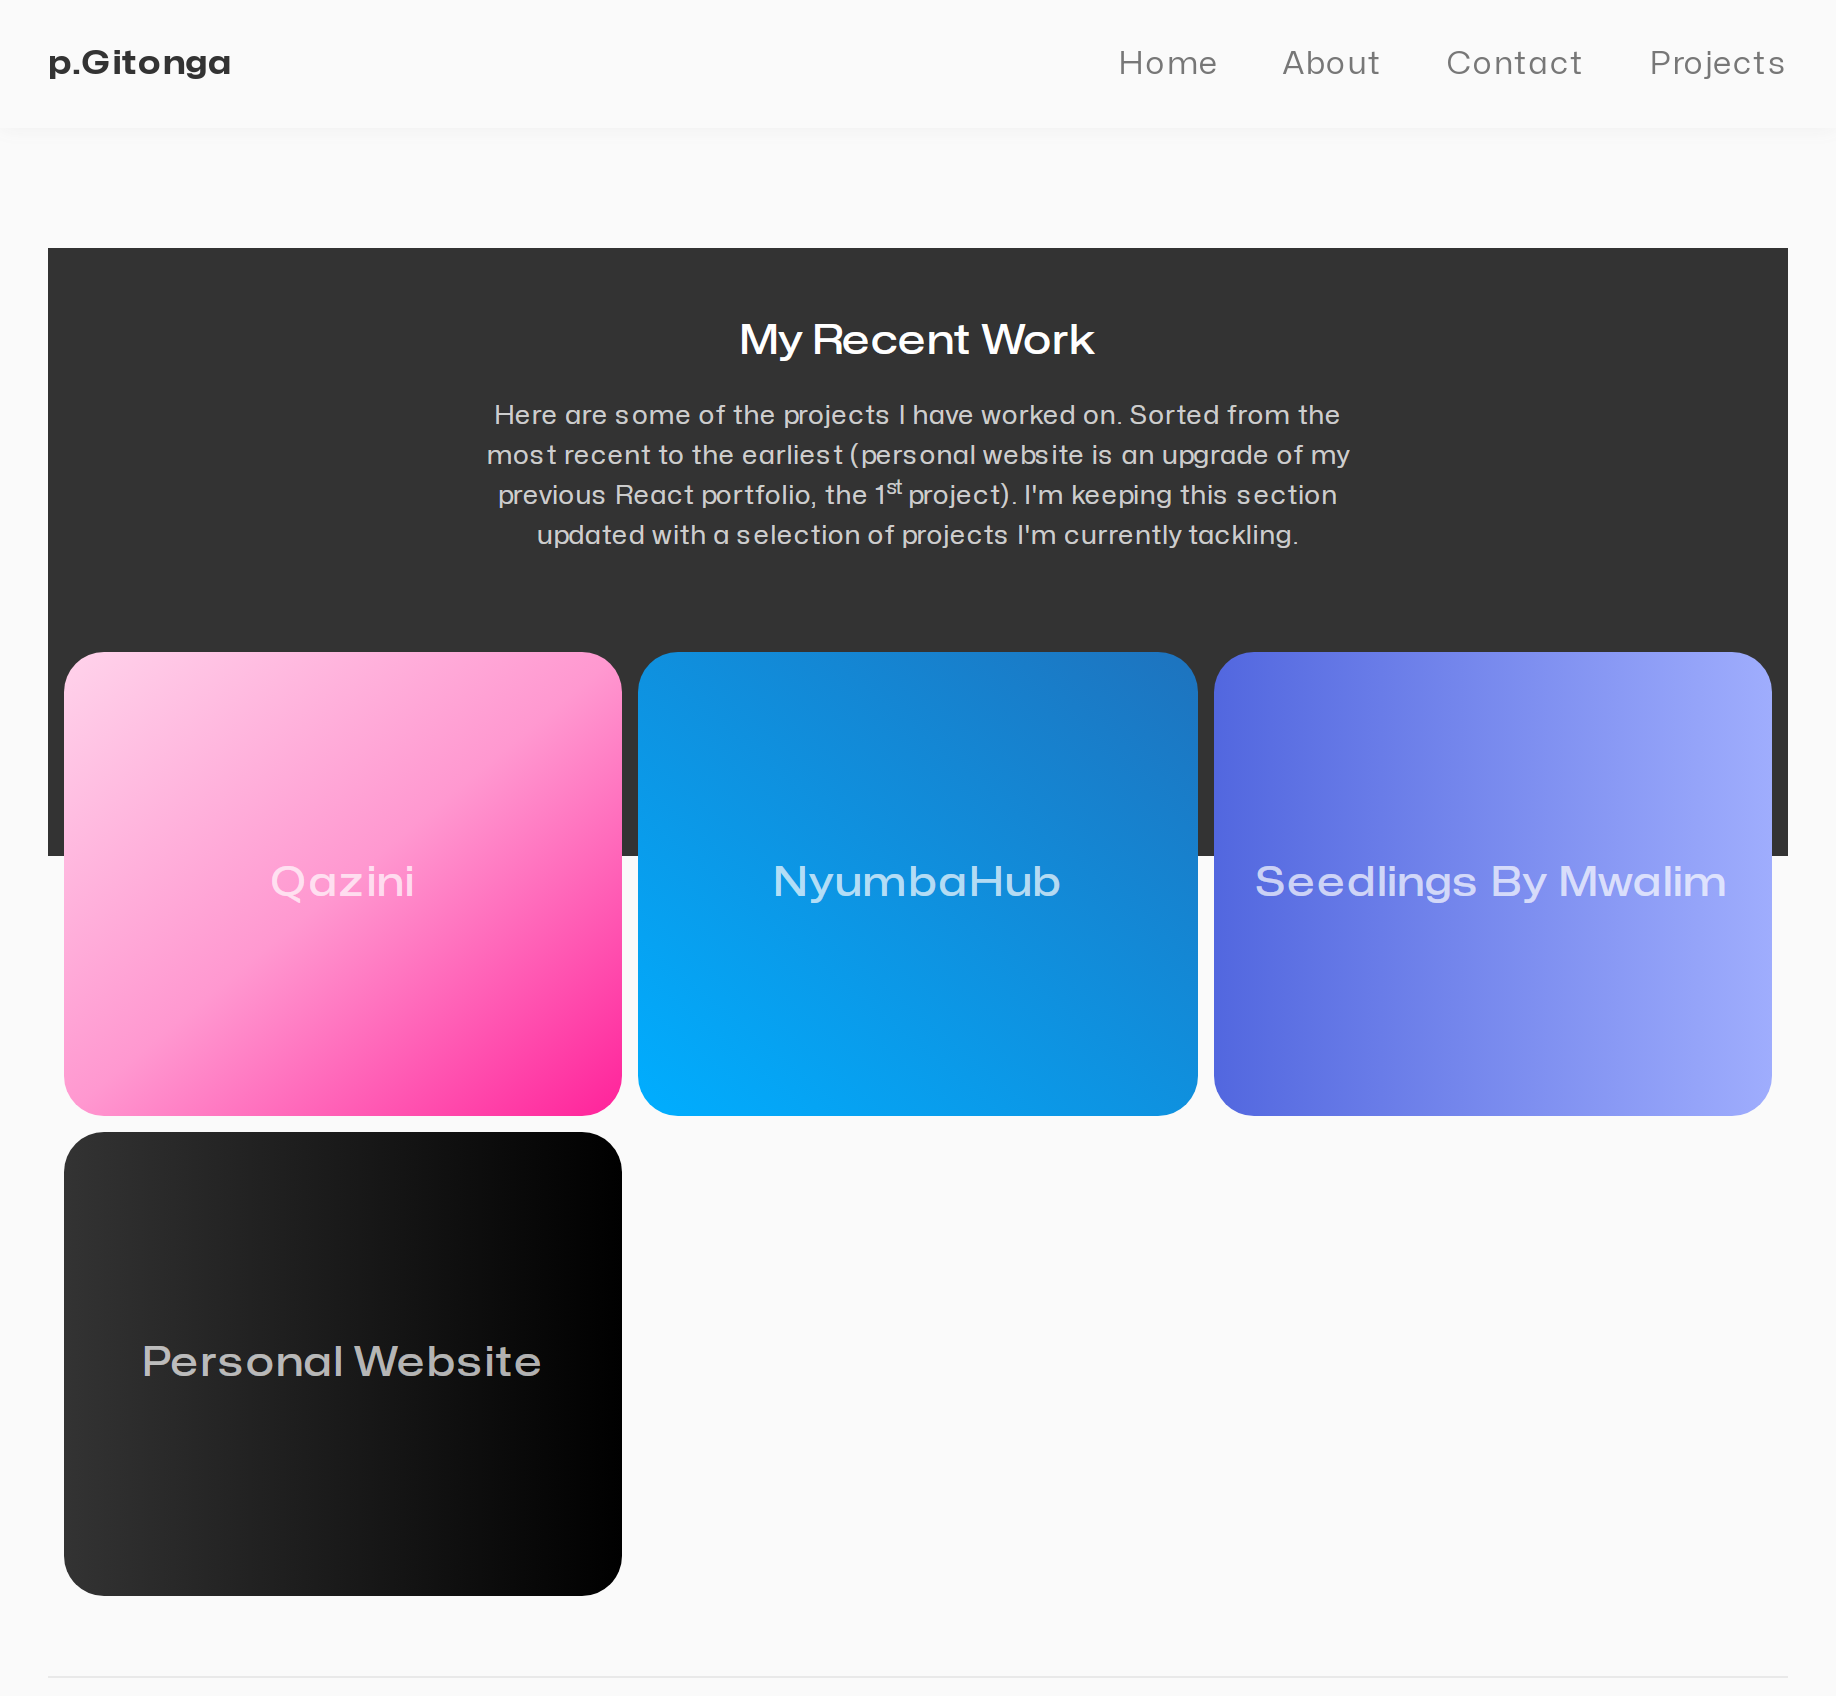 p.Gitonga
Home About Contact Projects
My Recent Work
Here are some of the projects I have worked on. Sorted from the
most recent to the earliest (personal website is an upgrade of my
previous React portfolio, the 1st project). I'm keeping this section
updated with a selection of projects I'm currently tackling.
Qazini
NyumbaHub
Seedlings By Mwalim
Personal Website